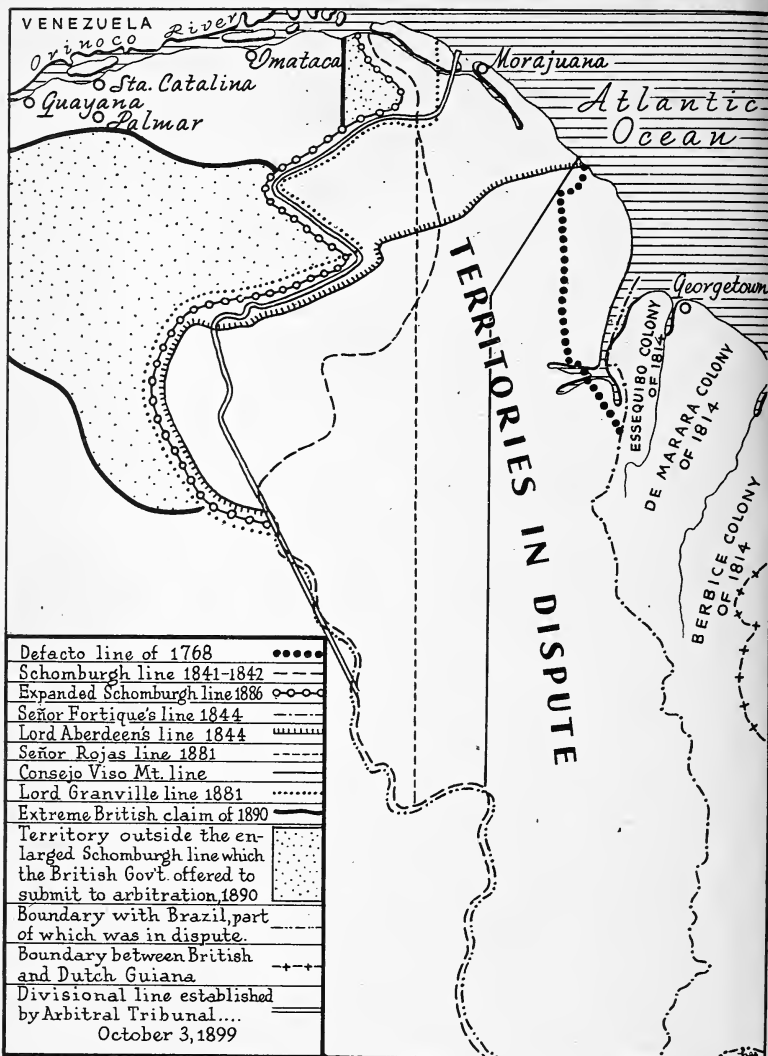 VENEZUELA
Orinoco River
Imataca
Sta. Catalina
Guayana
Palmar
Morajuana
Atlantic
Ocean
Georgetown
TERRITORIES IN DISPUTE
ESSEQUIBO COLONY
OF 1814
DE MARARA COLONY
OF 1814
BERBICE COLONY
OF 1814
Defacto line of 1768
Schomburgh line 1841-1842
Expanded Schomburgh line 1886
Señor Fortique's line 1844
Lord Aberdeen's line 1844
Señor Rojas line 1881
Consejo Viso Mt. line
Lord Granville line 1881
Extreme British claim of 1890
Territory outside the en-
larged Schomburgh line which
the British Gov't. offered to
submit to arbitration, 1890
Boundary with Brazil, part
of which was in dispute.
Boundary between British
and Dutch Guiana
Divisional line established
by Arbitral Tribunal....
October 3, 1899